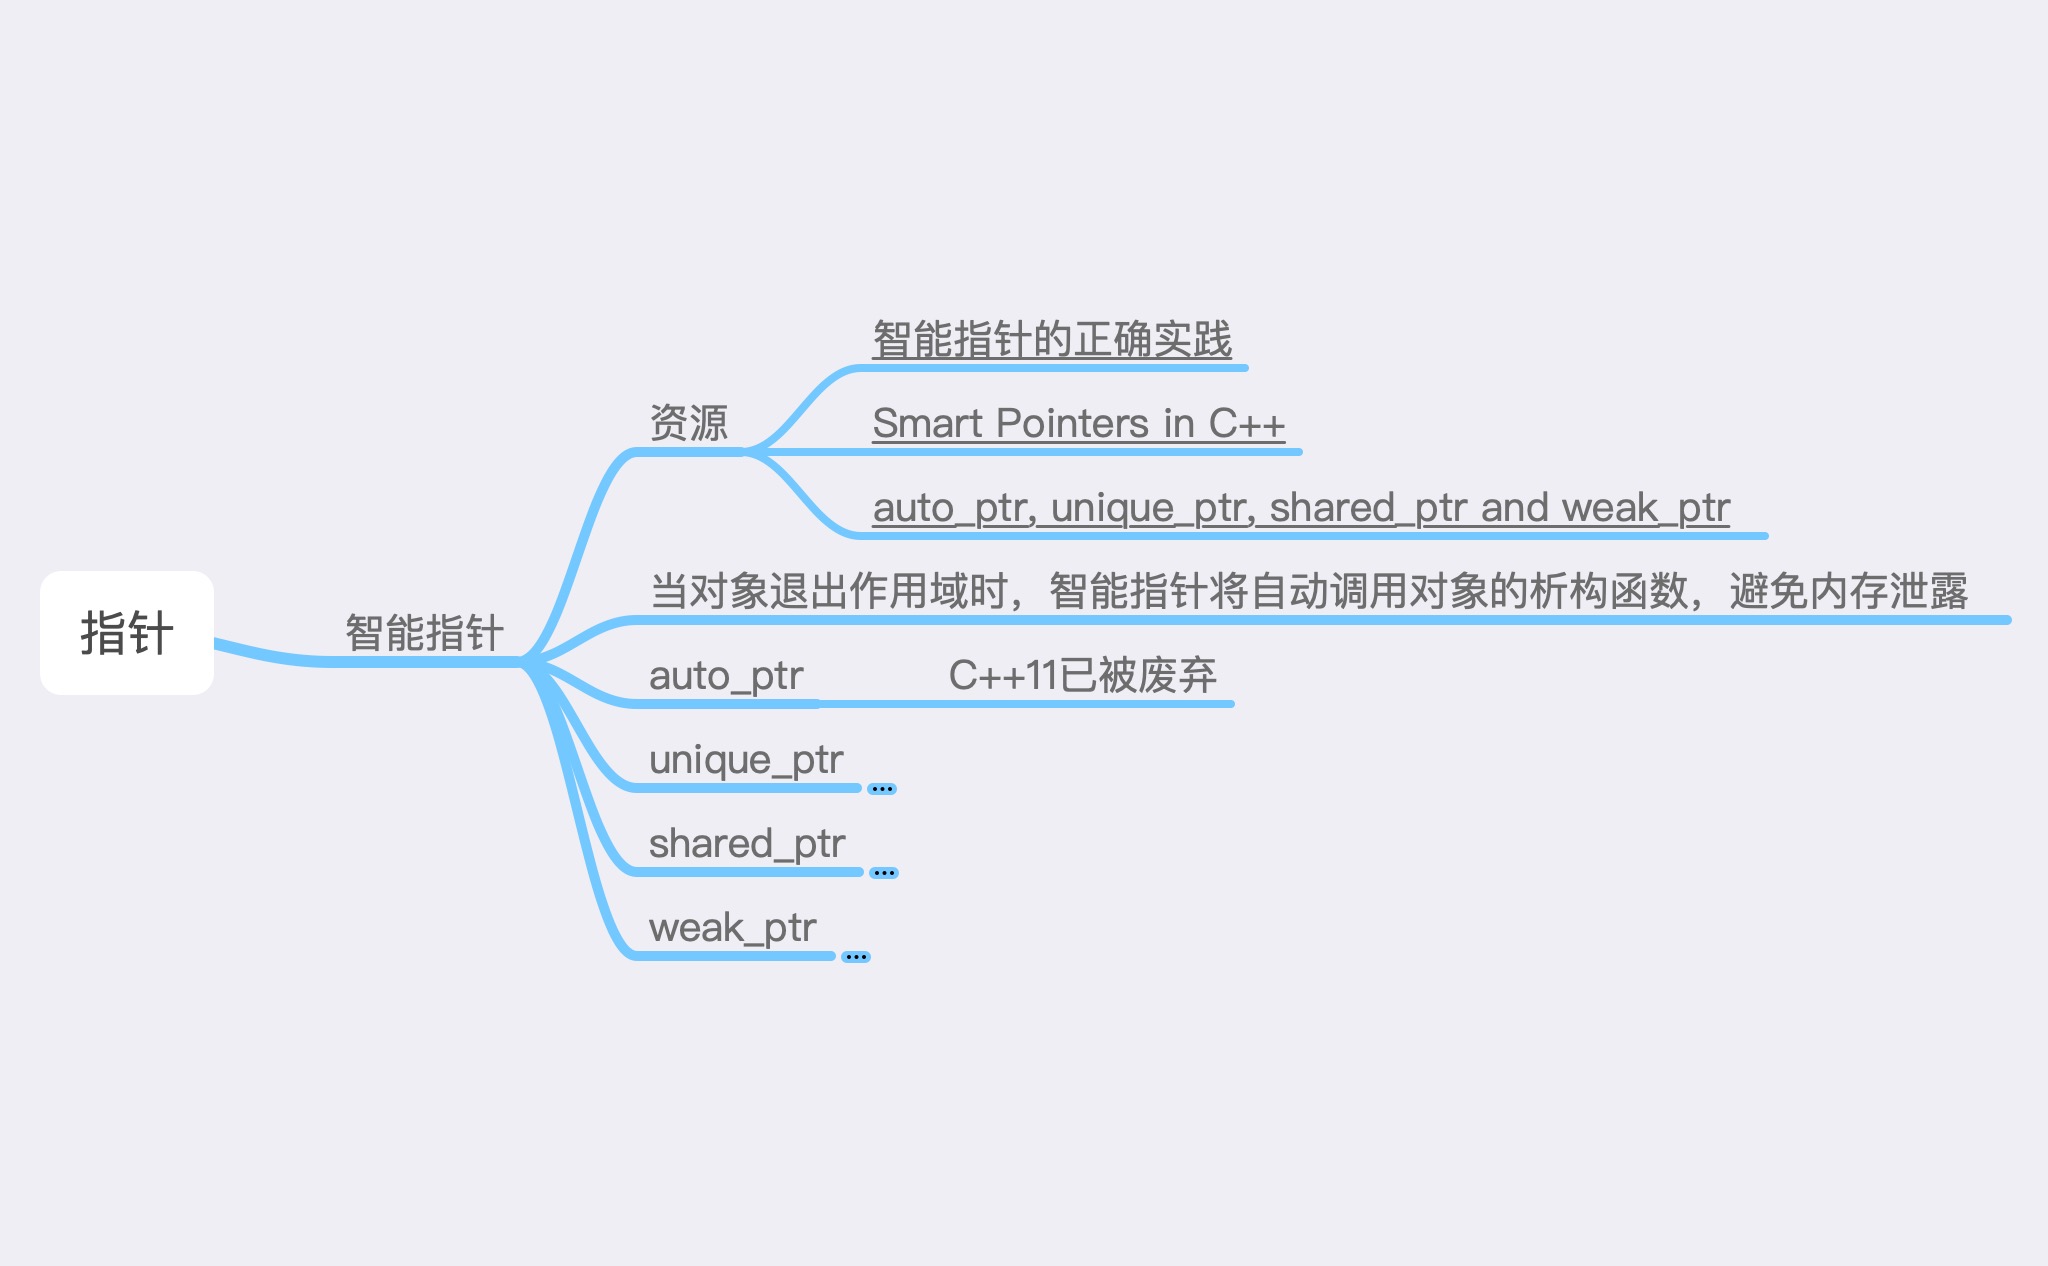 智能指针的正确实践
资源
Smart Pointers in C++
auto_ptr, unique_ptr, shared_ptr and weak_ptr
当对象退出作用域时，智能指针将自动调用对象的析构函数，避免内存泄露
指针
智能指针
auto_ptr
C++11已被废弃
unique_ptr
shared_ptr
weak_ptr